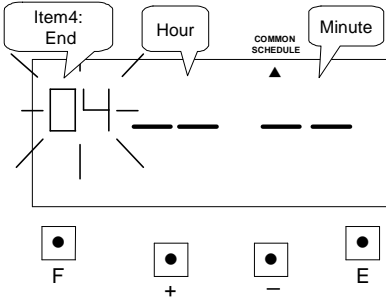 Item4:
End
Hour
COMMON
SCHEDULE
Minute
04 -- --
F
+
−
E